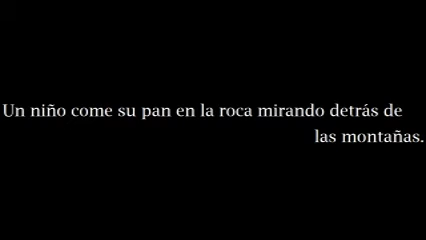 Un niño come su pan en la roca mirando detrás de
las montañas.